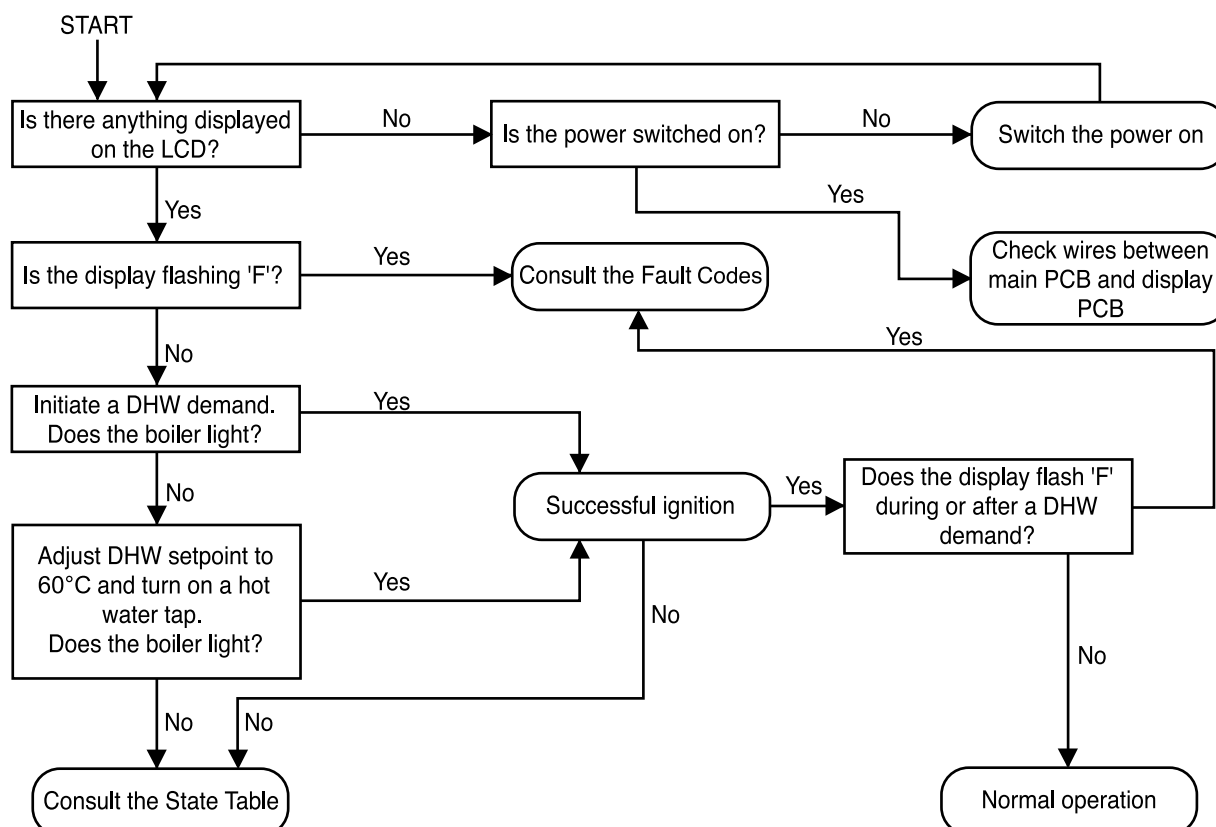 START
Is there anything displayed
on the LCD?
No
Is the power switched on?
No
Switch the power on
Yes
Yes
Check wires between
main PCB and display
PCB
Is the display flashing 'F'?
Yes
Consult the Fault Codes
Yes
No
Initiate a DHW demand.
Does the boiler light?
Yes
No
Successful ignition
Yes
Does the display flash 'F'
during or after a DHW
demand?
Adjust DHW setpoint to
60°C and turn on a hot
water tap.
Does the boiler light?
Yes
No
No
No
No
Consult the State Table
Normal operation